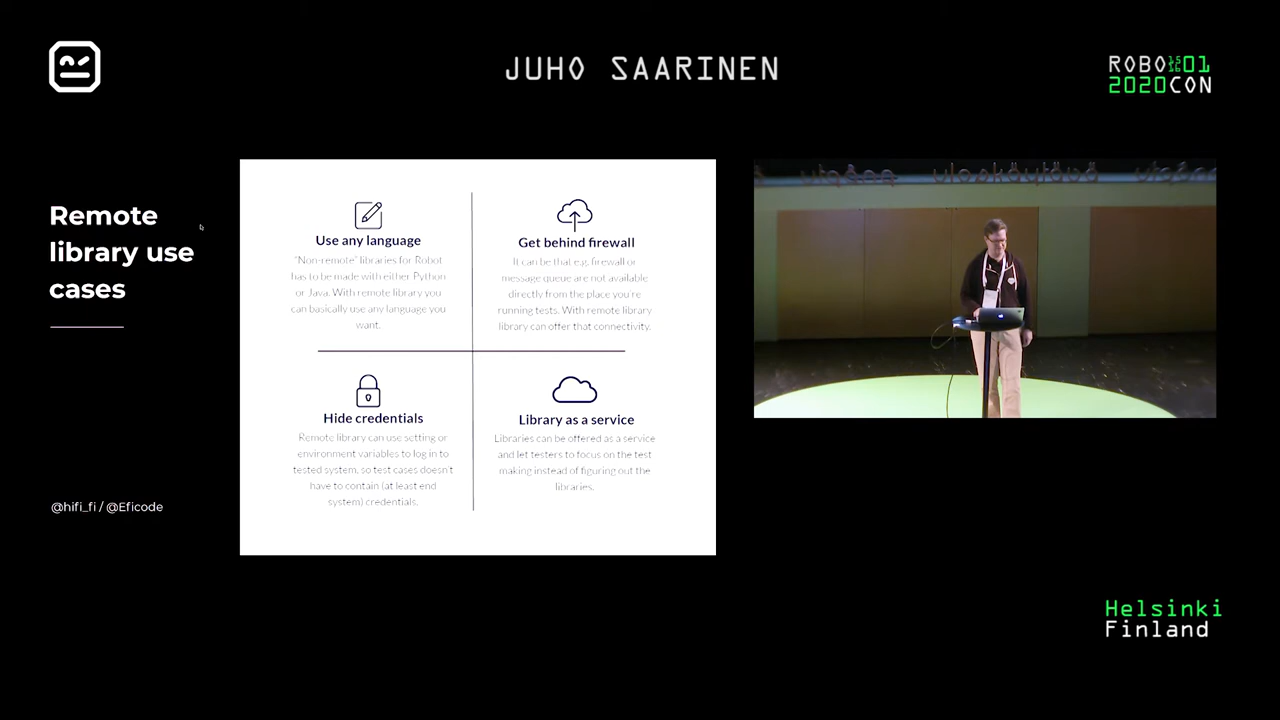 JUHO SAARINEN
ROBO 15 16 01
2020CON
Remote
library use
cases
@hifi_fi / @Eficode
Use any language
"Non-remote" libraries for Robot
has to be made with either Python
or Java. With remote library you
can basically use any language you
want.
Get behind firewall
It can be that e.g. firewall or
message queue are not available
directly from the place you're
running tests. With remote library
library can offer that connectivity.
Hide credentials
Remote library can use setting or
environment variables to log in to
tested system, so test cases doesn't
have to contain (at least end
system) credentials.
Library as a service
Libraries can be offered as a service
and let testers to focus on the test
making instead of figuring out the
libraries.
Helsinki
Finland